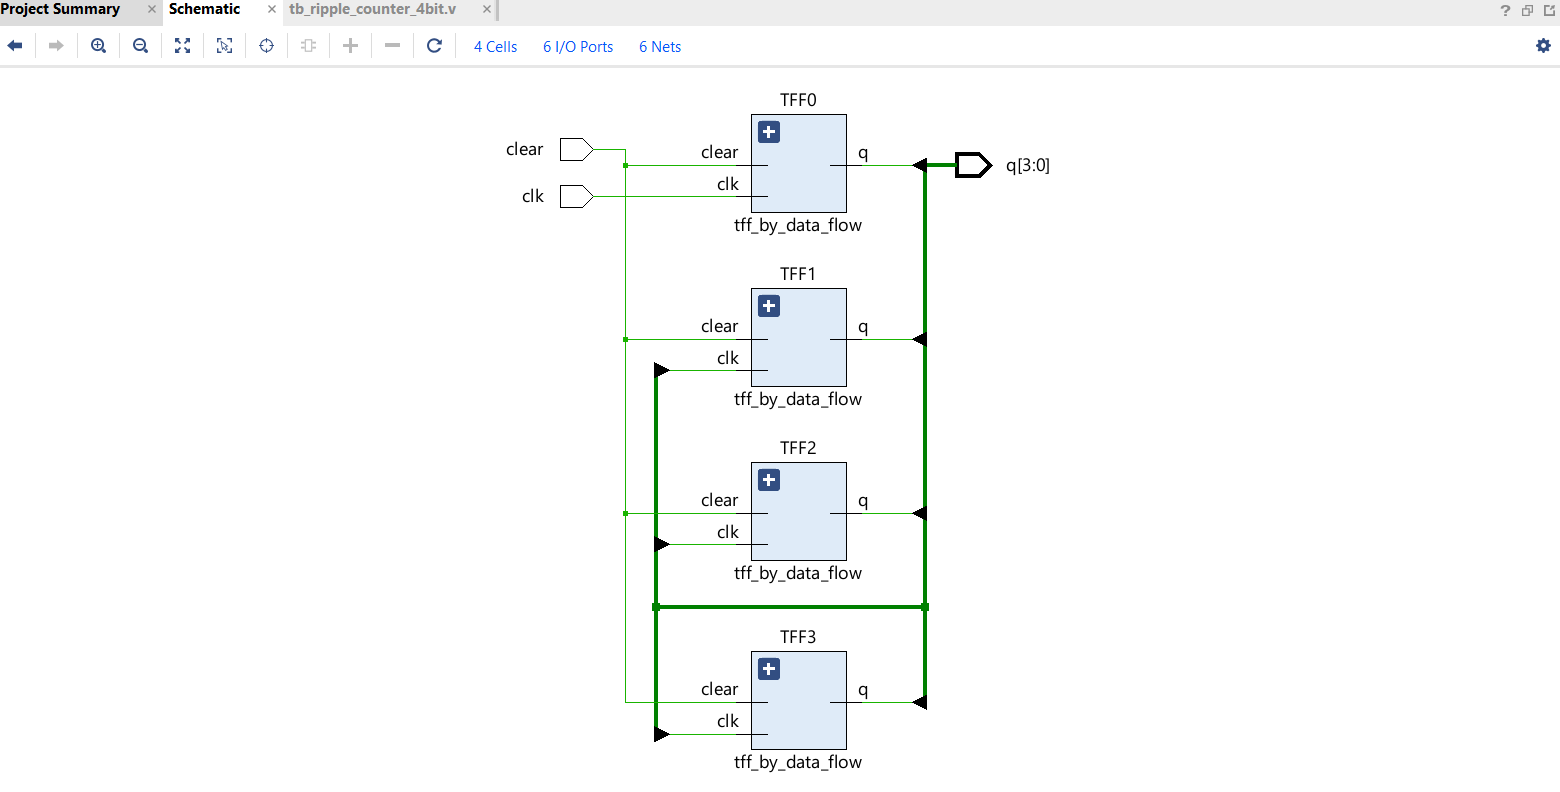 Project Summary × Schematic × tb_ripple_counter_4bit.v ×
?
4 Cells 6 I/O Ports 6 Nets
TFF0
clear
clear
q
q[3:0]
clk
clk
tff_by_data_flow
TFF1
clear
q
clk
tff_by_data_flow
TFF2
clear
q
clk
tff_by_data_flow
TFF3
clear
q
clk
tff_by_data_flow